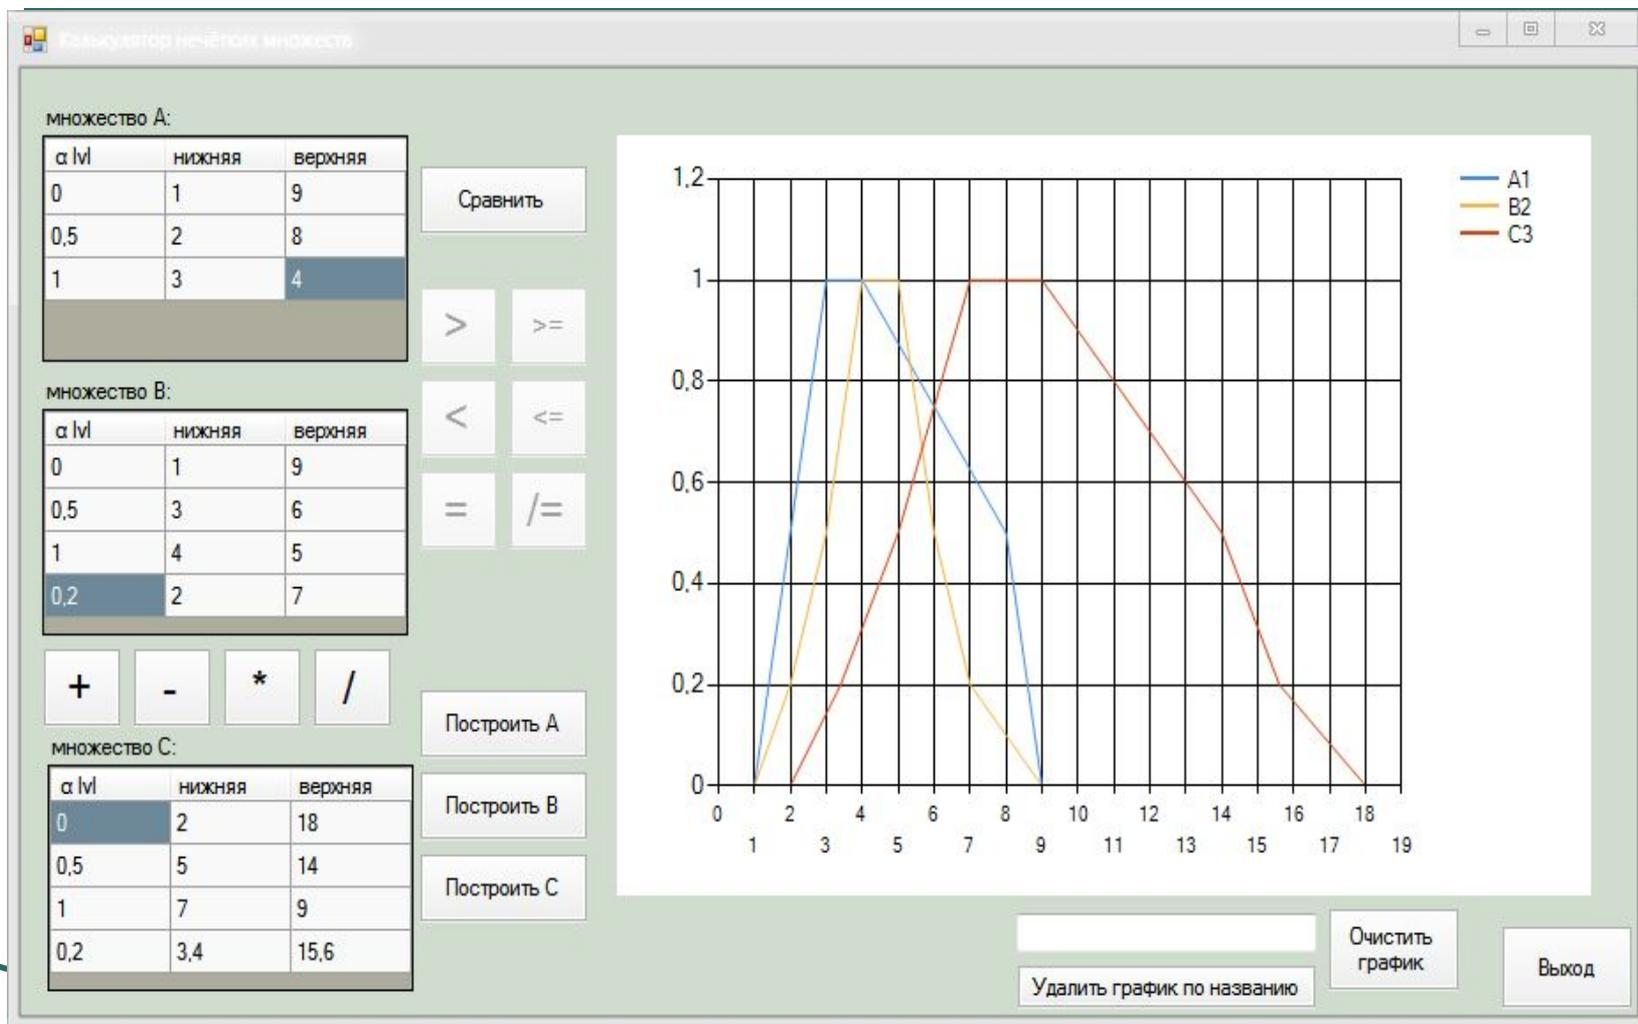 Калькулятор нечётких множеств
множество A:
α lvl нижняя верхняя
0 1 9
0,5 2 8
1 3 4
Сравнить
> >=
< <=
= /=
множество B:
α lvl нижняя верхняя
0 1 9
0,5 3 6
1 4 5
0,2 2 7
+ - * /
множество C:
α lvl нижняя верхняя
0 2 18
0,5 5 14
1 7 9
0,2 3,4 15,6
Построить A
Построить B
Построить C
A1
B2
C3
1,2
1
0,8
0,6
0,4
0,2
0
0 2 4 6 8 10 12 14 16 18
1 3 5 7 9 11 13 15 17 19
Удалить график по названию
Очистить
график
Выход